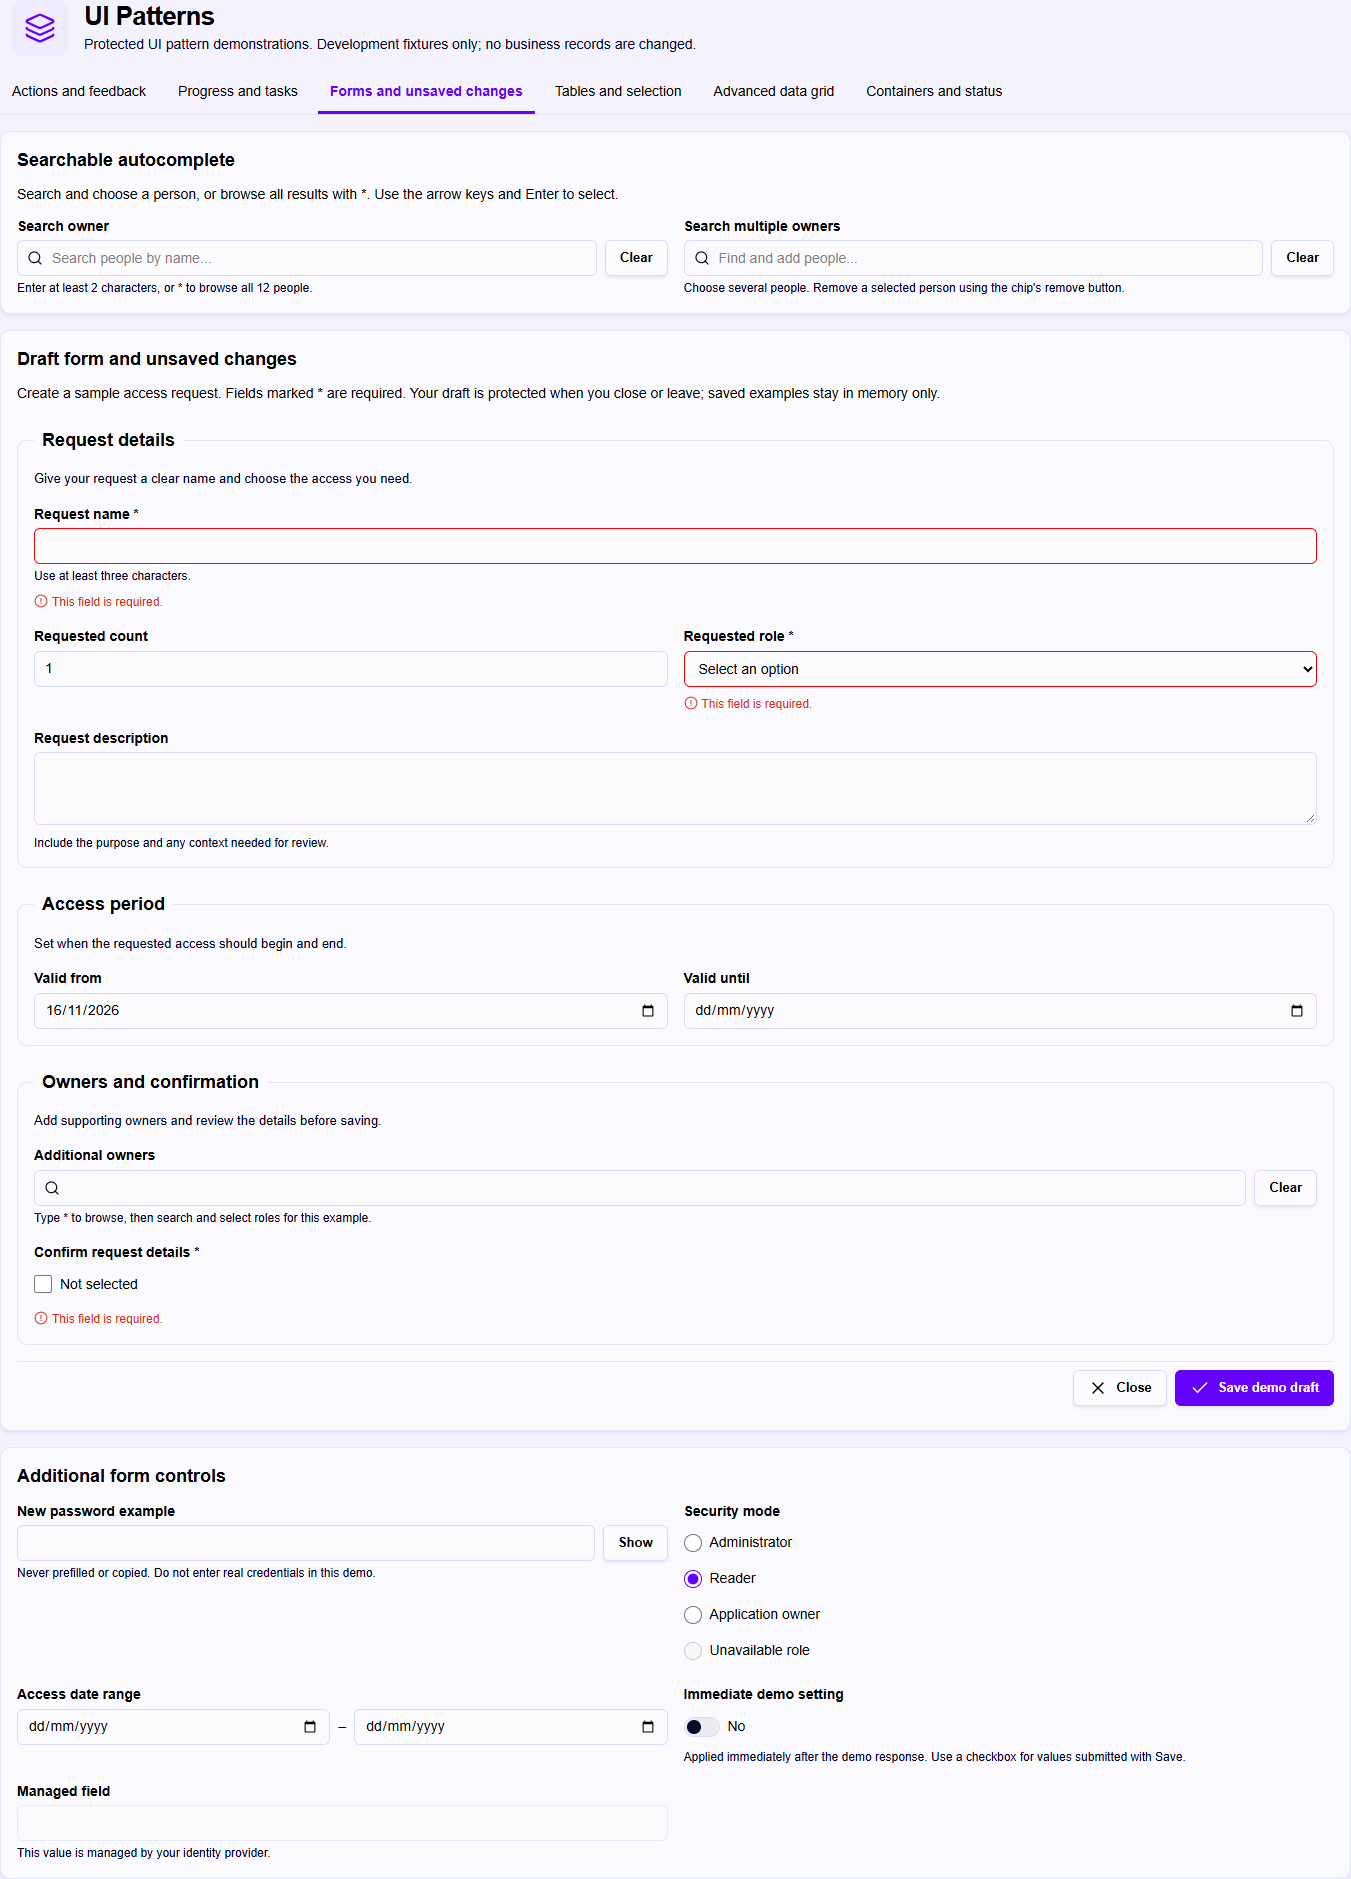 UI Patterns
Protected UI pattern demonstrations. Development fixtures only; no business records are changed.
Actions and feedback
Progress and tasks
Forms and unsaved changes
Tables and selection
Advanced data grid
Containers and status
Searchable autocomplete
Search and choose a person, or browse all results with *. Use the arrow keys and Enter to select.
Search owner
Search people by name...
Clear
Enter at least 2 characters, or * to browse all 12 people.
Search multiple owners
Find and add people...
Clear
Choose several people. Remove a selected person using the chip's remove button.
Draft form and unsaved changes
Create a sample access request. Fields marked * are required. Your draft is protected when you close or leave; saved examples stay in memory only.
Request details
Give your request a clear name and choose the access you need.
Request name *
Use at least three characters.
This field is required.
Requested count
1
Requested role *
Select an option
This field is required.
Request description
Include the purpose and any context needed for review.
Access period
Set when the requested access should begin and end.
Valid from
16/11/2026
Valid until
dd/mm/yyyy
Owners and confirmation
Add supporting owners and review the details before saving.
Additional owners
Clear
Type * to browse, then search and select roles for this example.
Confirm request details *
Not selected
This field is required.
Close
Save demo draft
Additional form controls
New password example
Show
Never prefilled or copied. Do not enter real credentials in this demo.
Security mode
Administrator
Reader
Application owner
Unavailable role
Access date range
dd/mm/yyyy – dd/mm/yyyy
Immediate demo setting
No
Applied immediately after the demo response. Use a checkbox for values submitted with Save.
Managed field
This value is managed by your identity provider.